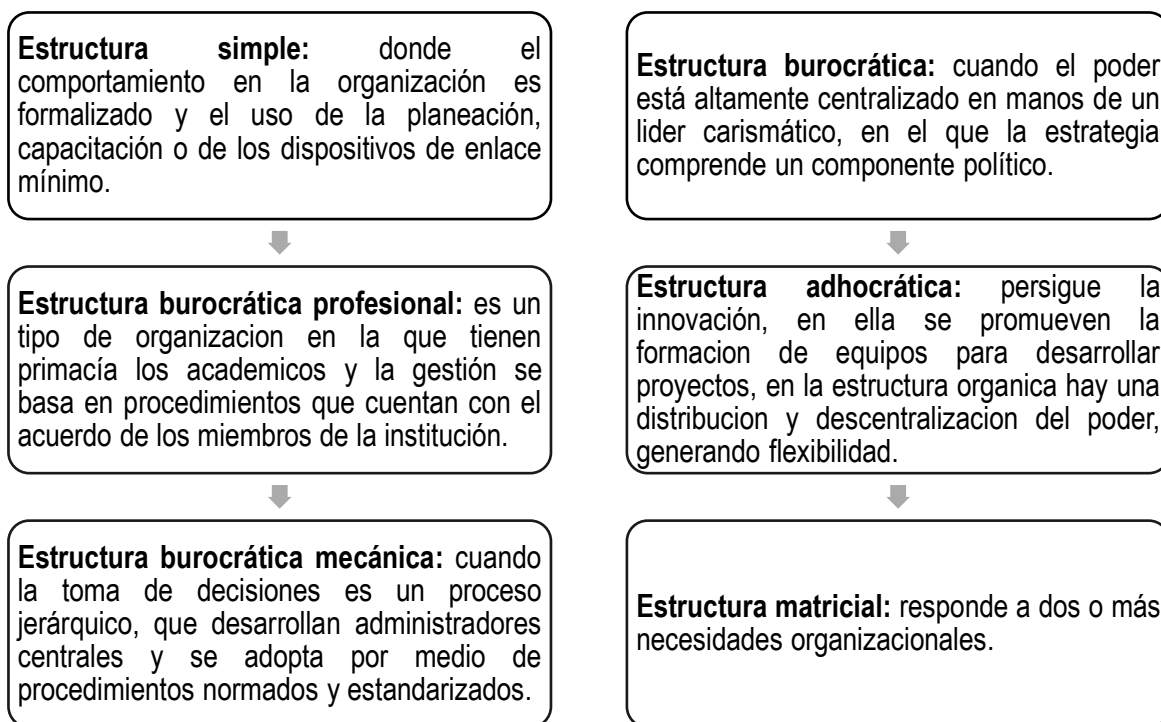 Estructura simple: donde el
comportamiento en la organización es
formalizado y el uso de la planeación,
capacitación o de los dispositivos de enlace
mínimo.
Estructura burocrática profesional: es un
tipo de organizacion en la que tienen
primacía los academicos y la gestión se
basa en procedimientos que cuentan con el
acuerdo de los miembros de la institución.
Estructura burocrática mecánica: cuando
la toma de decisiones es un proceso
jerárquico, que desarrollan administradores
centrales y se adopta por medio de
procedimientos normados y estandarizados.
Estructura burocrática: cuando el poder
está altamente centralizado en manos de un
lider carismático, en el que la estrategia
comprende un componente político.
Estructura adhocrática: persigue la
innovación, en ella se promueven la
formacion de equipos para desarrollar
proyectos, en la estructura organica hay una
distribucion y descentralizacion del poder,
generando flexibilidad.
Estructura matricial: responde a dos o más
necesidades organizacionales.